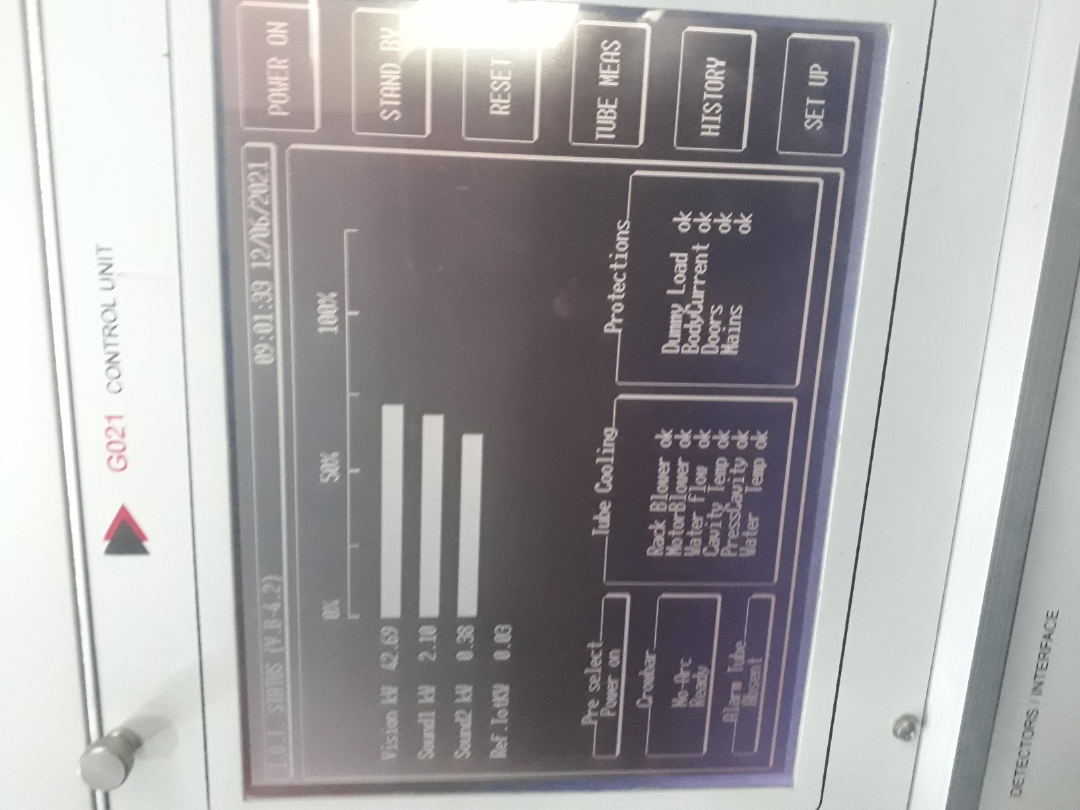 G021 CONTROL UNIT
I.O.T. STATUS (V.B-4.2) 09:01:33 12/06/2021
0% 50% 100%
Vision kW 42.69
Sound1 kW 2.10
Sound2 kW 0.38
Ref.TotKW 0.03
POWER ON
STAND BY
RESET
TUBE MEAS
HISTORY
SET UP
Pre select
Power on
Crowbar
No-Arc
Ready
Alarm Tube
Absent
Tube Cooling
Rack Blower ok
MotorBlower ok
Water flow ok
Cavity Temp ok
PressCavity ok
Water Temp ok
Protections
Dummy Load ok
BodyCurrent ok
Doors ok
Mains ok
DETECTORS / INTERFACE